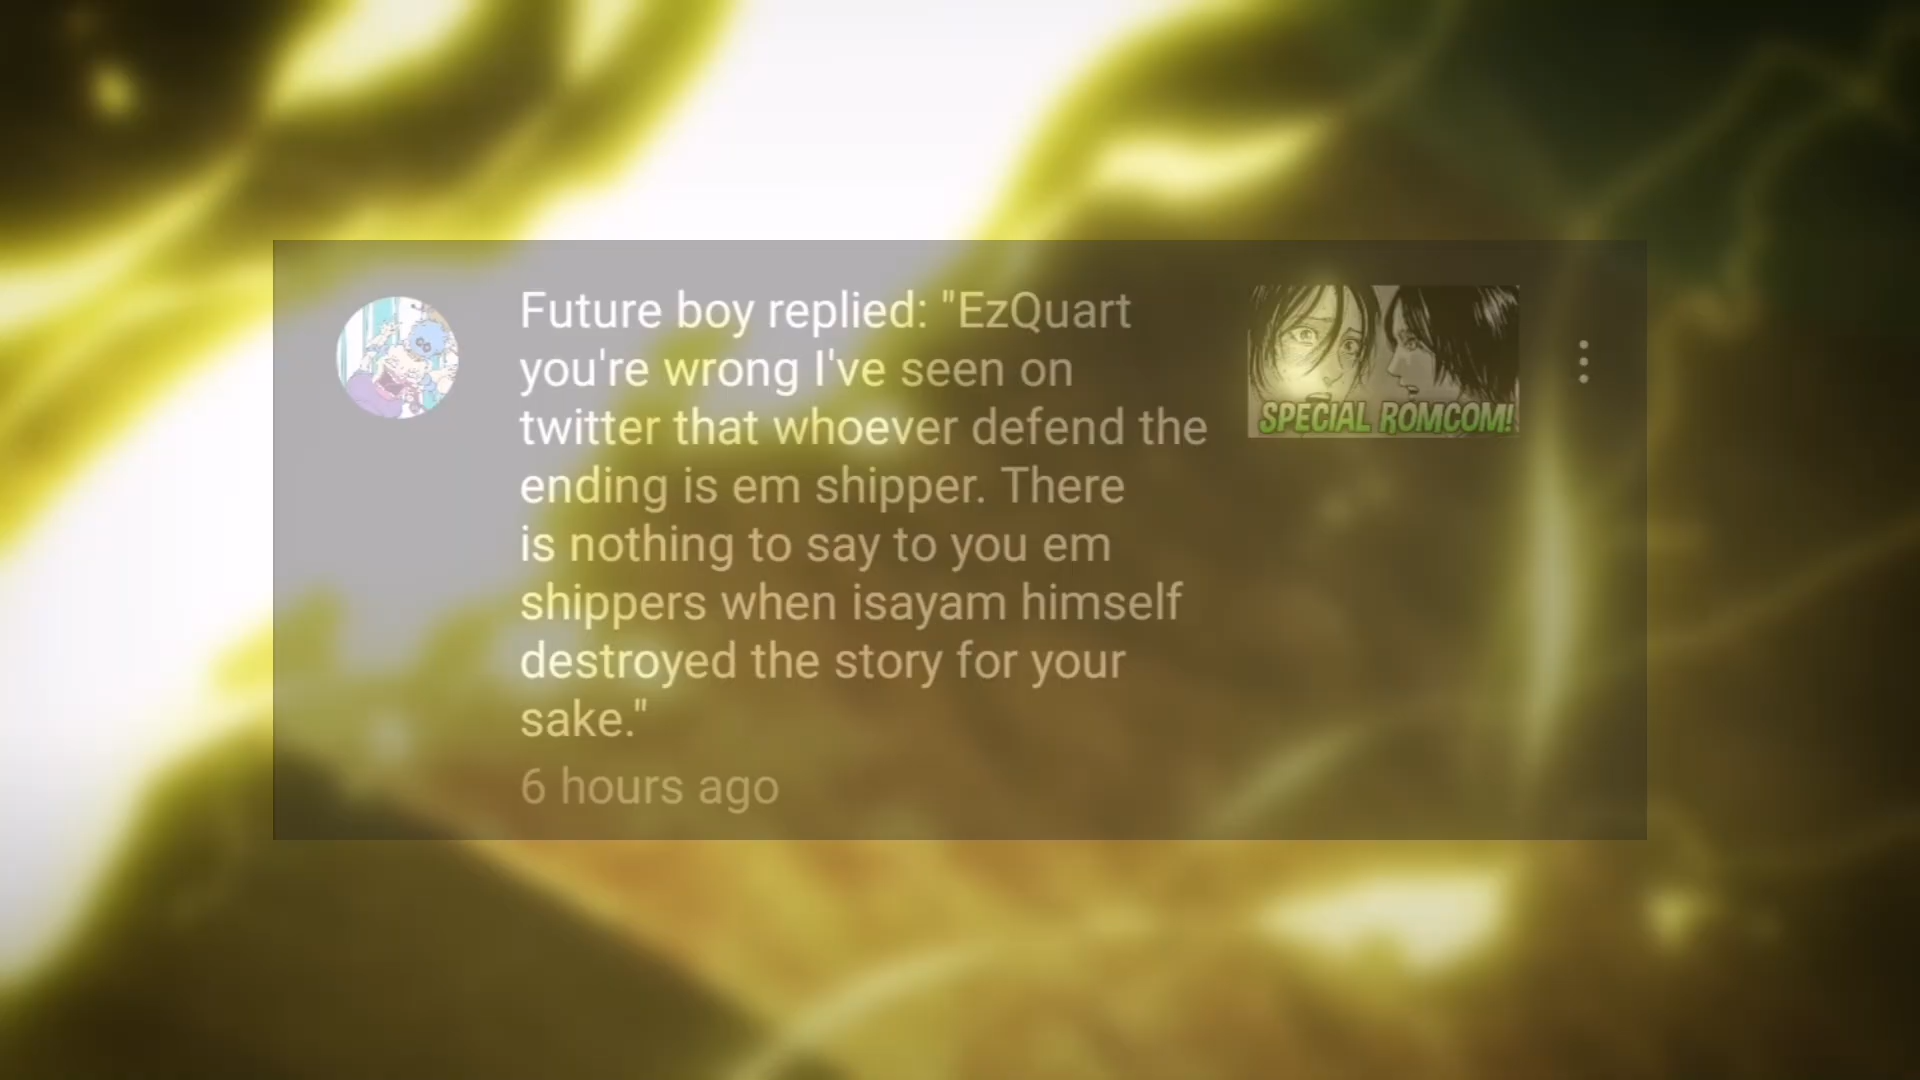 Future boy replied: "EzQuart
you're wrong I've seen on
twitter that whoever defend the
ending is em shipper. There
is nothing to say to you em
shippers when isayam himself
destroyed the story for your
sake."
6 hours ago
SPECIAL ROMCOM!